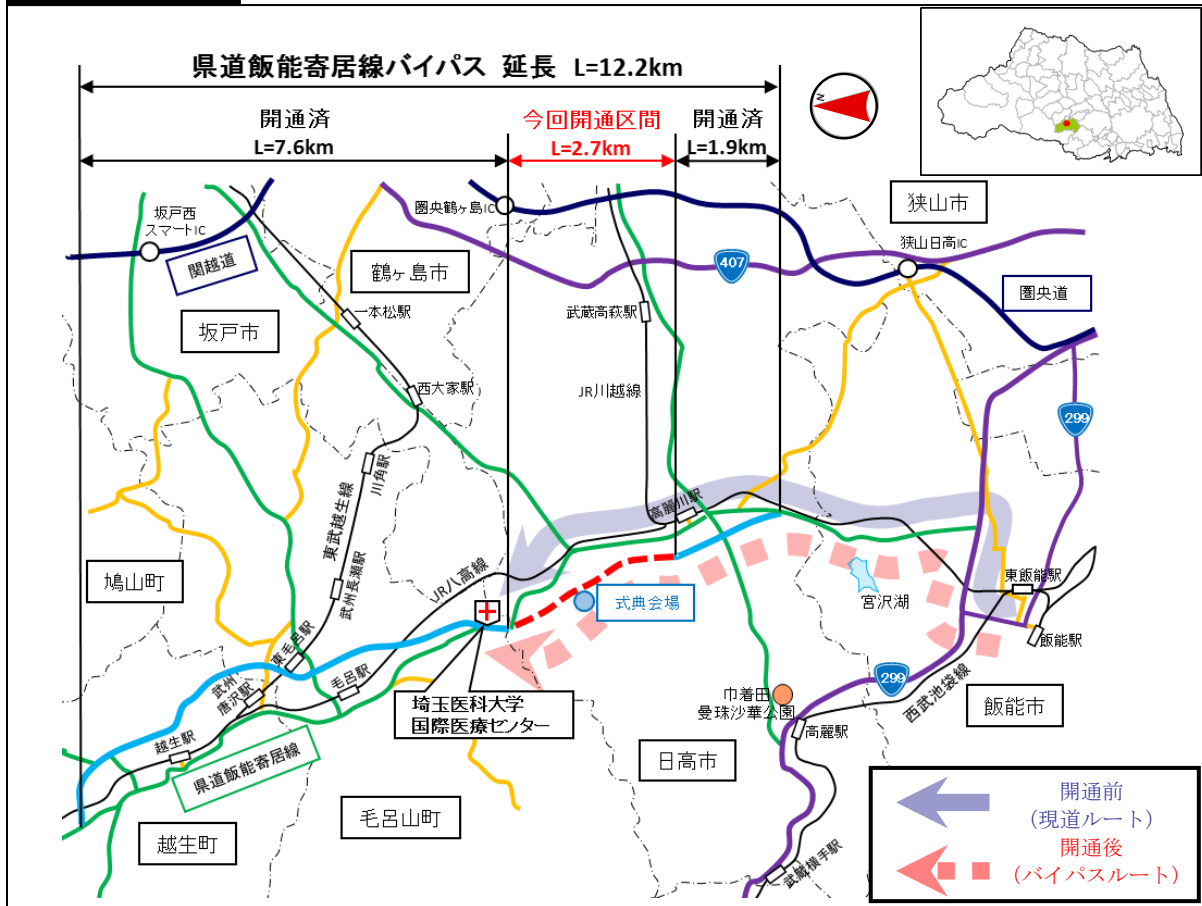 県道飯能寄居線バイパス 延長 L=12.2km
N
開通済
L=7.6km
今回開通区間
L=2.7km
開通済
L=1.9km
坂戸西
スマートIC
関越道
圏央鶴ヶ島IC
狭山市
狭山日高IC
鶴ヶ島市
407
圏央道
坂戸市
一本松駅
武蔵高萩駅
西大家駅
JR川越線
299
川角駅
東武越生線
高麗川駅
鳩山町
武州長瀬駅
JR八高線
式典会場
宮沢湖
東飯能駅
飯能駅
東毛呂駅
武州
唐沢駅
毛呂駅
埼玉医科大学
国際医療センター
299
西武池袋線
飯能市
巾着田
曼珠沙華公園
高麗駅
越生駅
県道飯能寄居線
日高市
毛呂山町
越生町
武蔵横手駅
開通前
(現道ルート)
開通後
(バイパスルート)